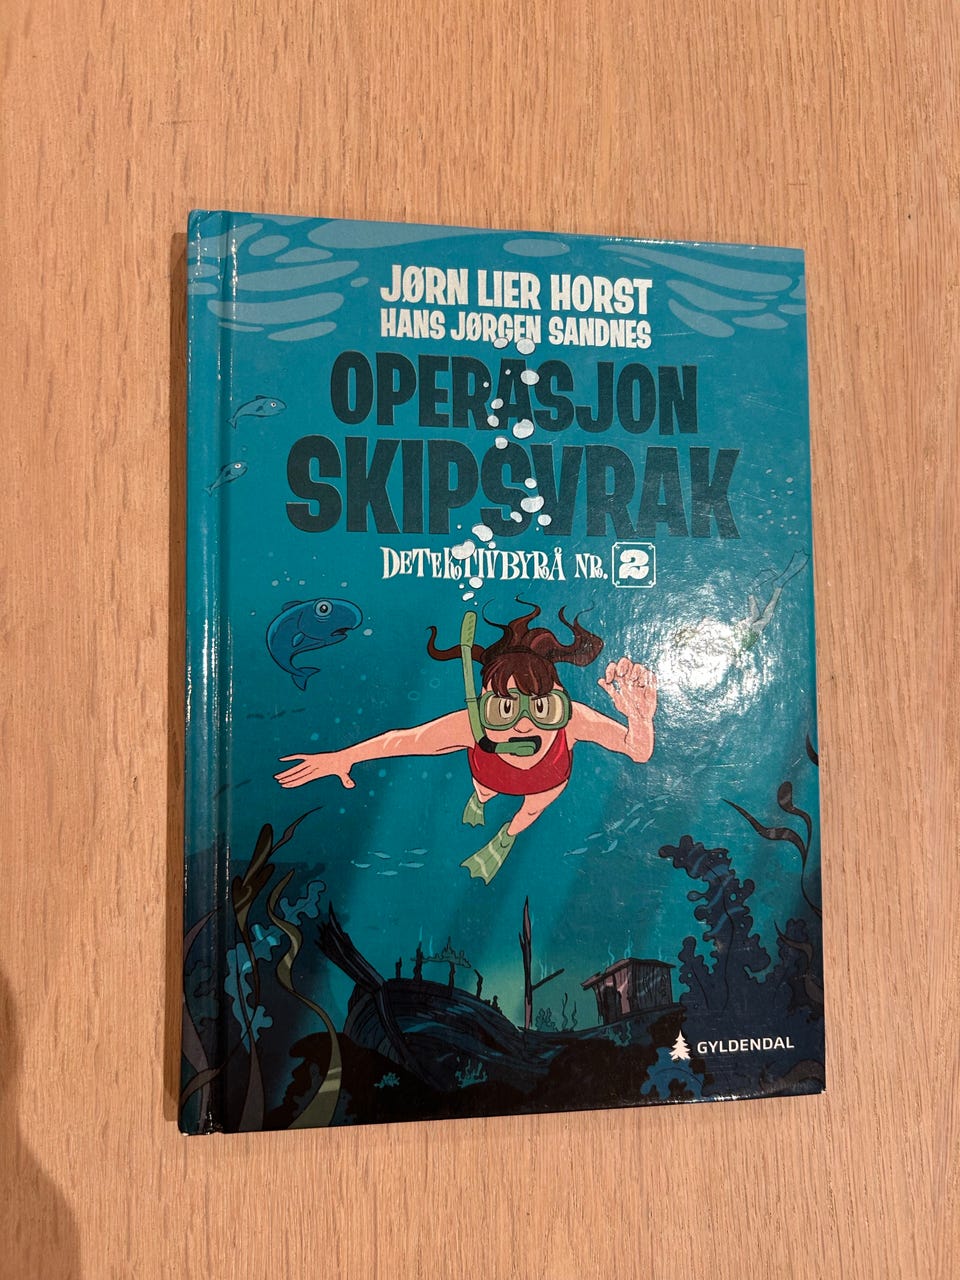 JØRN LIER HORST
HANS JØRGEN SANDNES
OPERASJON
SKIPSVRAK
DETEKTIVBYRÅ NR. 2
GYLDENDAL